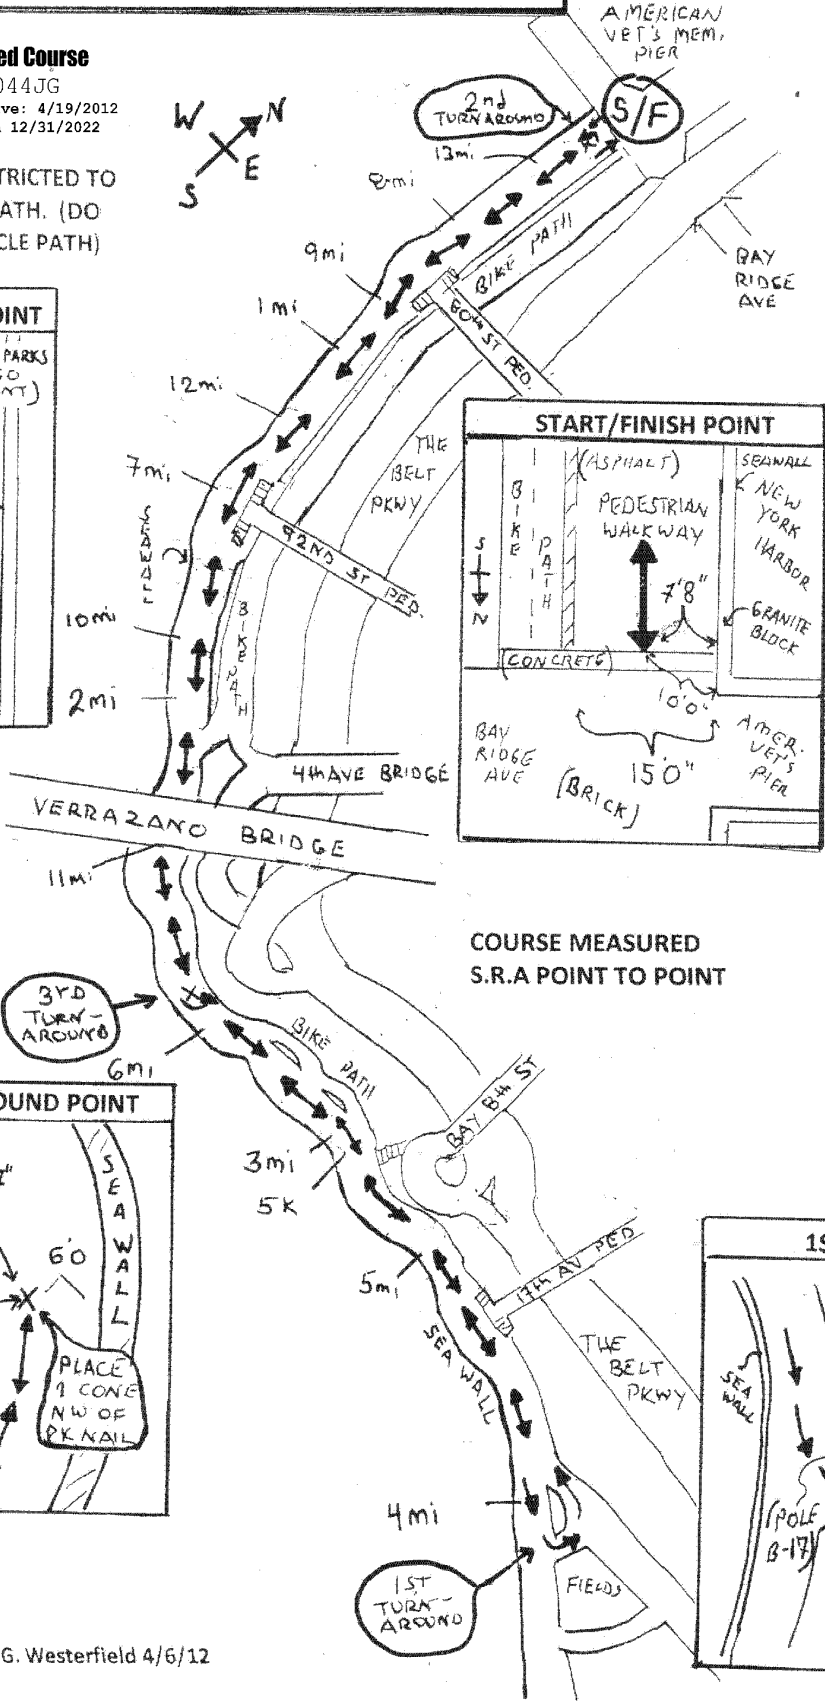 AMERICAN
VET'S MEM.
PIER
ed Course
044JG
ve: 4/19/2012
12/31/2022
W N
S E
2nd
TURNAROUND
S/F
13mi
8mi
TRICTED TO
ATH. (DO
CLE PATH)
9mi
BIKE PATH
BAY
RIDGE
AVE
1mi
80th ST PED
OINT
PARKS
12mi
THE
BELT
PKWY
7mi
92ND ST PED
START/FINISH POINT
(ASPHALT)
SEAWALL
BIKE
PATH
PEDESTRIAN
WALKWAY
NEW
YORK
HARBOR
S
N
7'8"
GRANITE
BLOCK
(CONCRETE)
10'0"
BAY
RIDGE
AVE
15'0"
(BRICK)
AMER.
VET'S
PIER
10mi
BIKE PATH
2mi
4th AVE BRIDGE
VERRAZANO BRIDGE
11mi
COURSE MEASURED
S.R.A POINT TO POINT
3RD
TURN-
AROUND
BIKE PATH
6mi
BAY 8th ST
OUND POINT
3mi
5K
SEA WALL
6'0
5mi
17th AV PED
SEA WALL
THE
BELT
PKWY
PLACE
1 CONE
NW OF
PK NAIL
1S
SEA
WALL
(POLE
B-17)
4mi
1ST
TURN-
AROUND
FIELDS
G. Westerfield 4/6/12